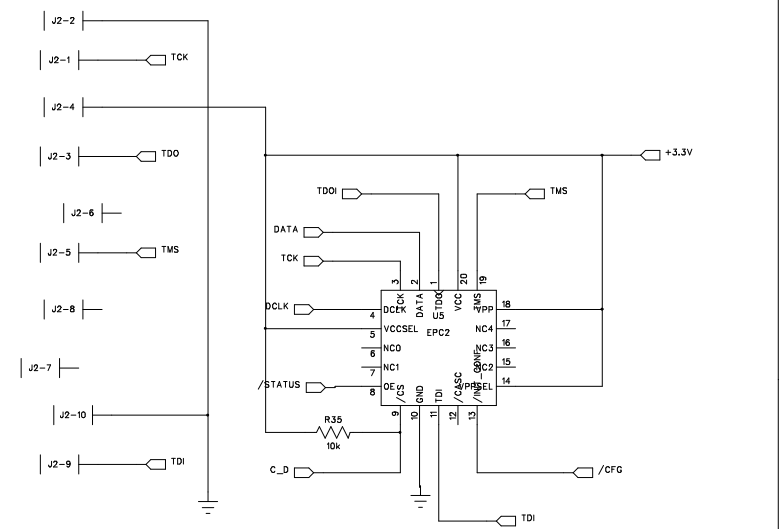 J2-2
J2-1 TCK
J2-4
J2-3 TDO
+3.3V
TDOI TMS
J2-6
DATA
J2-5 TMS
TCK
3 2 1 20 19
TCK DATA TDO VCC TMS
J2-8
DCLK 4 DCLK U5 VPP 18
5 VCCSEL EPC2 NC4 17
6 NC0 NC3 16
J2-7
7 NC1 NC2 15
/STATUS 8 OE VPPSEL 14
/CS GND TDI /CASC /INIT_CONF
9 10 11 12 13
J2-10
R35
10k
J2-9 TDI
C_D /CFG
TDI